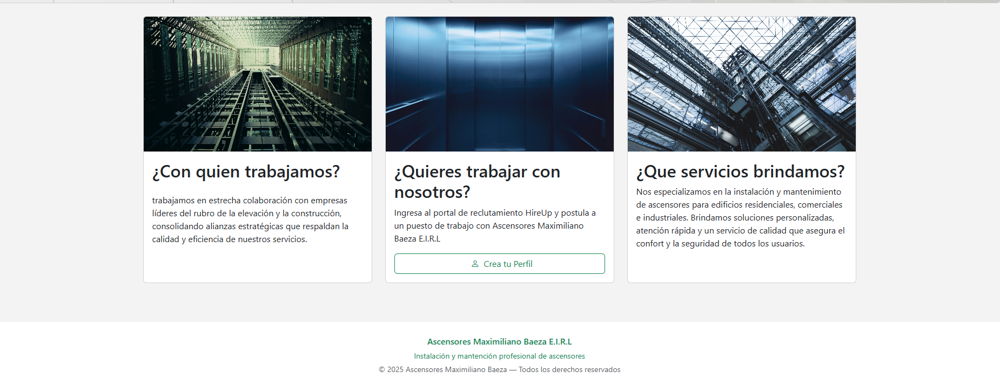 ¿Con quien trabajamos?
trabajamos en estrecha colaboración con empresas
líderes del rubro de la elevación y la construcción,
consolidando alianzas estratégicas que respaldan la
calidad y eficiencia de nuestros servicios.
¿Quieres trabajar con
nosotros?
Ingresa al portal de reclutamiento HireUp y postula a
un puesto de trabajo con Ascensores Maximiliano
Baeza E.I.R.L
Crea tu Perfil
¿Que servicios brindamos?
Nos especializamos en la instalación y mantenimiento
de ascensores para edificios residenciales, comerciales
e industriales. Brindamos soluciones personalizadas,
atención rápida y un servicio de calidad que asegura el
confort y la seguridad de todos los usuarios.
Ascensores Maximiliano Baeza E.I.R.L
Instalación y mantención profesional de ascensores
© 2025 Ascensores Maximiliano Baeza — Todos los derechos reservados